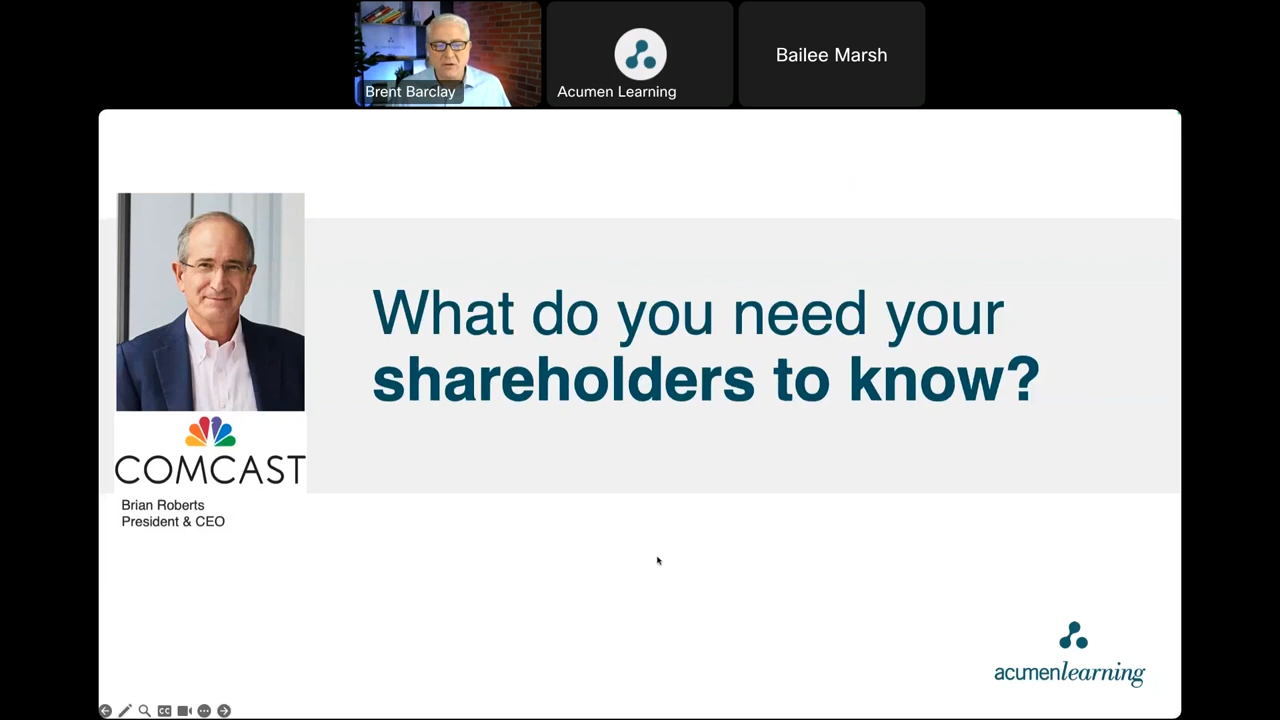 Brent Barclay
Acumen Learning
Bailee Marsh
What do you need your
shareholders to know?
COMCAST
Brian Roberts
President & CEO
acumenlearning
CC